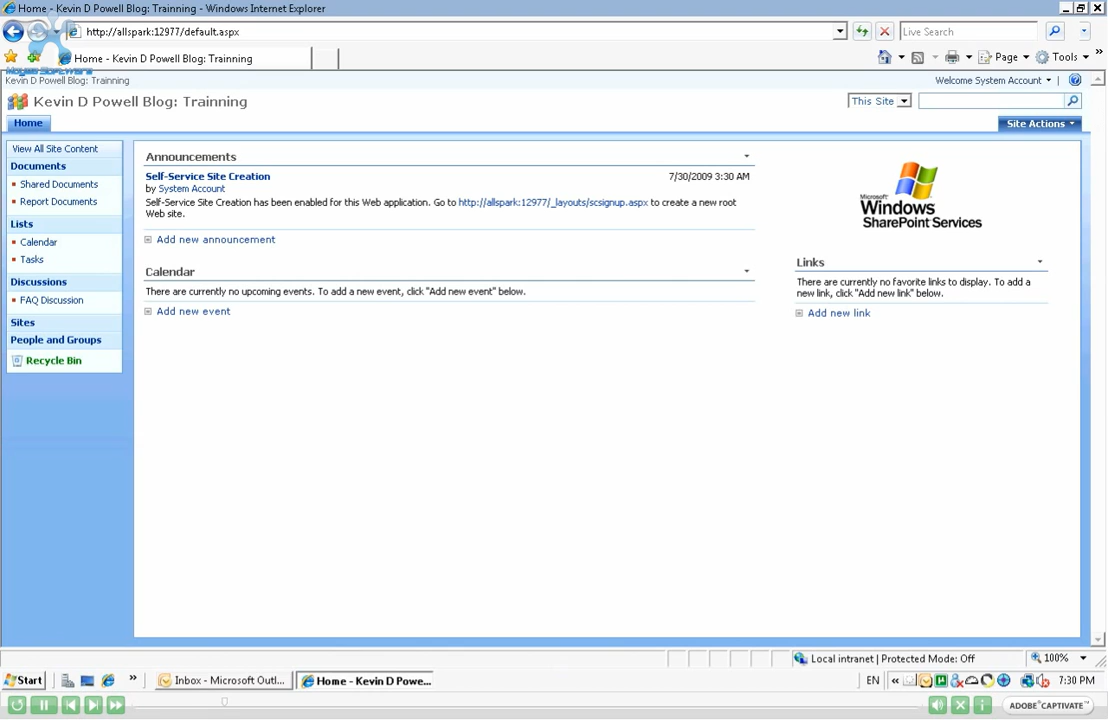 Home - Kevin D Powell Blog: Trainning - Windows Internet Explorer
http://allspark:12977/default.aspx
Live Search
Home - Kevin D Powell Blog: Trainning
Page
Tools
Kevin D Powell Blog: Trainning
Welcome System Account
Kevin D Powell Blog: Trainning
This Site
Home
Site Actions
View All Site Content
Documents
Shared Documents
Report Documents
Lists
Calendar
Tasks
Discussions
FAQ Discussion
Sites
People and Groups
Recycle Bin
Announcements
Self-Service Site Creation
7/30/2009 3:30 AM
by System Account
Self-Service Site Creation has been enabled for this Web application. Go to http://allspark:12977/_layouts/scsignup.aspx to create a new root
Web site.
Add new announcement
Calendar
There are currently no upcoming events. To add a new event, click "Add new event" below.
Add new event
Microsoft
Windows
SharePoint Services
Links
There are currently no favorite links to display. To add a
new link, click "Add new link" below.
Add new link
Local intranet | Protected Mode: Off
100%
Start
Inbox - Microsoft Outl...
Home - Kevin D Powe...
EN
7:30 PM
ADOBE CAPTIVATE™